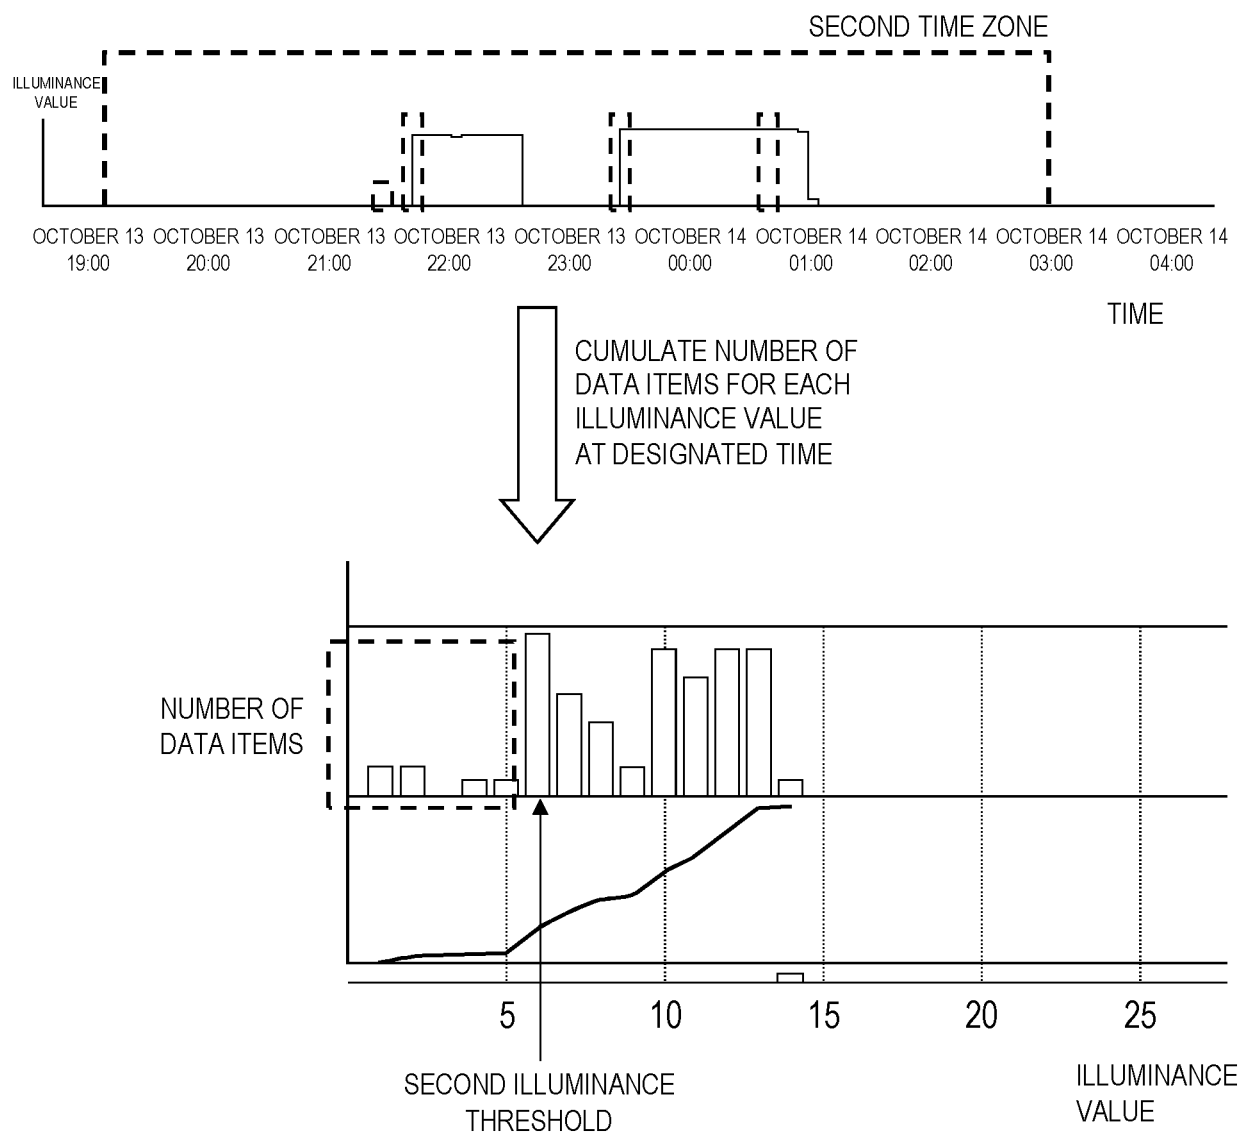 SECOND TIME ZONE
ILLUMINANCE
VALUE
OCTOBER 13 OCTOBER 13 OCTOBER 13 OCTOBER 13 OCTOBER 13 OCTOBER 14 OCTOBER 14 OCTOBER 14 OCTOBER 14 OCTOBER 14
19:00 20:00 21:00 22:00 23:00 00:00 01:00 02:00 03:00 04:00
TIME
CUMULATE NUMBER OF
DATA ITEMS FOR EACH
ILLUMINANCE VALUE
AT DESIGNATED TIME
NUMBER OF
DATA ITEMS
5 10 15 20 25
SECOND ILLUMINANCE
THRESHOLD
ILLUMINANCE
VALUE